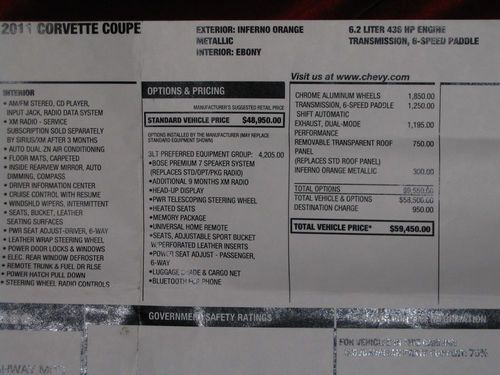 2011 CORVETTE COUPE
EXTERIOR: INFERNO ORANGE
METALLIC
INTERIOR: EBONY
6.2 LITER 436 HP ENGINE
TRANSMISSION, 6-SPEED PADDLE
INTERIOR
• AM/FM STEREO, CD PLAYER,
INPUT JACK, RADIO DATA SYSTEM
• XM RADIO - SERVICE
SUBSCRIPTION SOLD SEPARATELY
BY SIRIUS/XM AFTER 3 MONTHS
• AUTO DUAL ZN AIR CONDITIONING
• FLOOR MATS, CARPETED
• INSIDE REARVIEW MIRROR, AUTO
DIMMING, COMPASS
• DRIVER INFORMATION CENTER
• CRUISE CONTROL WITH RESUME
• WINDSHLD WIPERS, INTERMITTENT
• SEATS, BUCKET, LEATHER
SEATING SURFACES
• PWR SEAT ADJUST-DRIVER, 6-WAY
• LEATHER WRAP STEERING WHEEL
• POWER DOOR LOCKS & WINDOWS
• ELEC. REAR WINDOW DEFROSTER
• REMOTE TRUNK & FUEL DR RLSE
• POWER HATCH PULL DOWN
• STEERING WHEEL RADIO CONTROLS
OPTIONS & PRICING
MANUFACTURER'S SUGGESTED RETAIL PRICE
STANDARD VEHICLE PRICE $48,950.00
OPTIONS INSTALLED BY THE MANUFACTURER (MAY REPLACE
STANDARD EQUIPMENT SHOWN)
3LT PREFERRED EQUIPMENT GROUP: 4,205.00
• BOSE PREMIUM 7 SPEAKER SYSTEM
(REPLACES STD/OPT/PKG RADIO)
• ADDITIONAL 9 MONTHS XM RADIO
• HEAD-UP DISPLAY
• PWR TELESCOPING STEERING WHEEL
• HEATED SEATS
• MEMORY PACKAGE
• UNIVERSAL HOME REMOTE
• SEATS, ADJUSTABLE SPORT BUCKET
W/PERFORATED LEATHER INSERTS
• POWER SEAT ADJUST - PASSENGER,
6-WAY
• LUGGAGE SHADE & CARGO NET
• BLUETOOTH FOR PHONE
Visit us at www.chevy.com
CHROME ALUMINUM WHEELS 1,850.00
TRANSMISSION, 6-SPEED PADDLE 1,250.00
SHIFT AUTOMATIC
EXHAUST, DUAL-MODE 1,195.00
PERFORMANCE
REMOVABLE TRANSPARENT ROOF 750.00
PANEL
(REPLACES STD ROOF PANEL)
INFERNO ORANGE METALLIC 300.00
TOTAL OPTIONS $9,550.00
TOTAL VEHICLE & OPTIONS $58,500.00
DESTINATION CHARGE 950.00
TOTAL VEHICLE PRICE* $59,450.00
GOVERNMENT SAFETY RATINGS
INFORMATION
FOR VEHICLES
75%